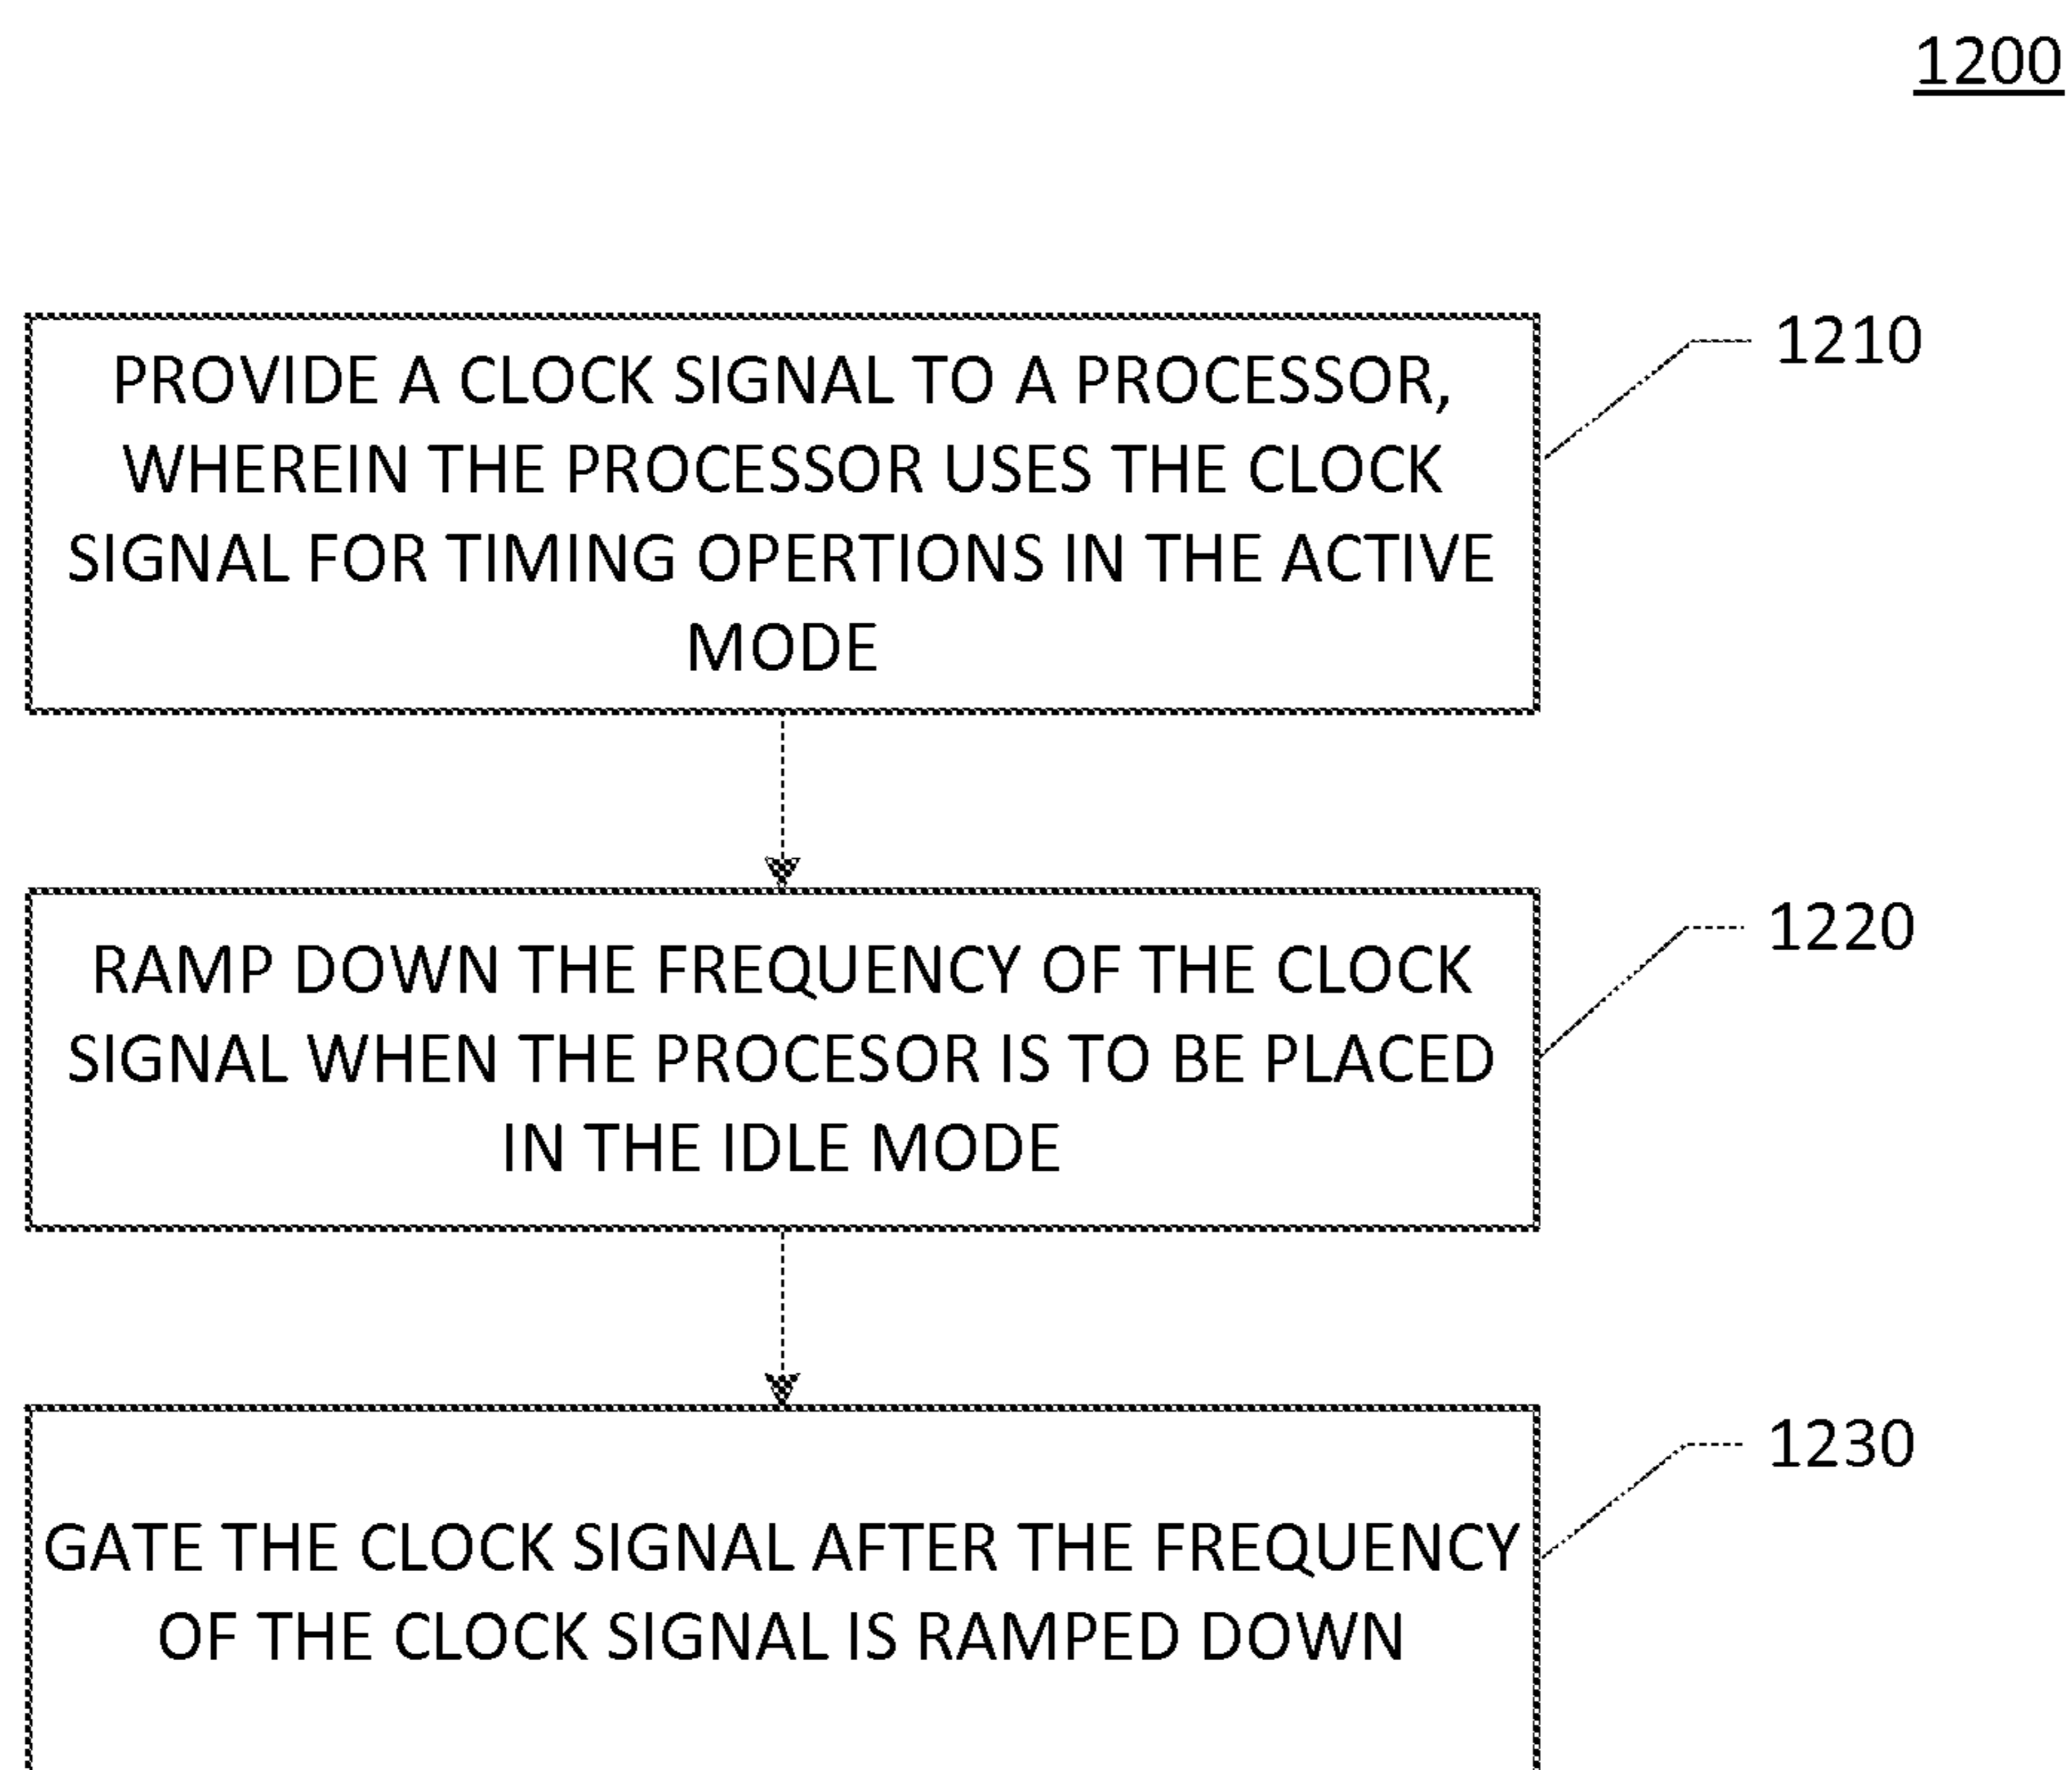 1200
PROVIDE A CLOCK SIGNAL TO A PROCESSOR,
WHEREIN THE PROCESSOR USES THE CLOCK
SIGNAL FOR TIMING OPERTIONS IN THE ACTIVE
MODE
1210
RAMP DOWN THE FREQUENCY OF THE CLOCK
SIGNAL WHEN THE PROCESOR IS TO BE PLACED
IN THE IDLE MODE
1220
GATE THE CLOCK SIGNAL AFTER THE FREQUENCY
OF THE CLOCK SIGNAL IS RAMPED DOWN
1230